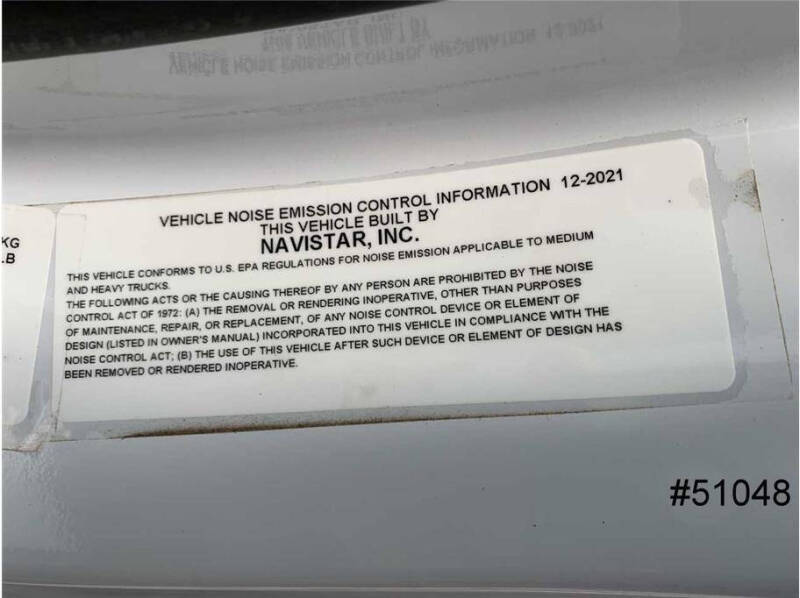 VEHICLE NOISE EMISSION CONTROL INFORMATION 12-2021
THIS VEHICLE BUILT BY
NAVISTAR, INC.
THIS VEHICLE CONFORMS TO U.S. EPA REGULATIONS FOR NOISE EMISSION APPLICABLE TO MEDIUM
AND HEAVY TRUCKS.
THE FOLLOWING ACTS OR THE CAUSING THEREOF BY ANY PERSON ARE PROHIBITED BY THE NOISE
CONTROL ACT OF 1972: (A) THE REMOVAL OR RENDERING INOPERATIVE, OTHER THAN PURPOSES
OF MAINTENANCE, REPAIR, OR REPLACEMENT, OF ANY NOISE CONTROL DEVICE OR ELEMENT OF
DESIGN (LISTED IN OWNER'S MANUAL) INCORPORATED INTO THIS VEHICLE IN COMPLIANCE WITH THE
NOISE CONTROL ACT; (B) THE USE OF THIS VEHICLE AFTER SUCH DEVICE OR ELEMENT OF DESIGN HAS
BEEN REMOVED OR RENDERED INOPERATIVE.
KG
LB
#51048